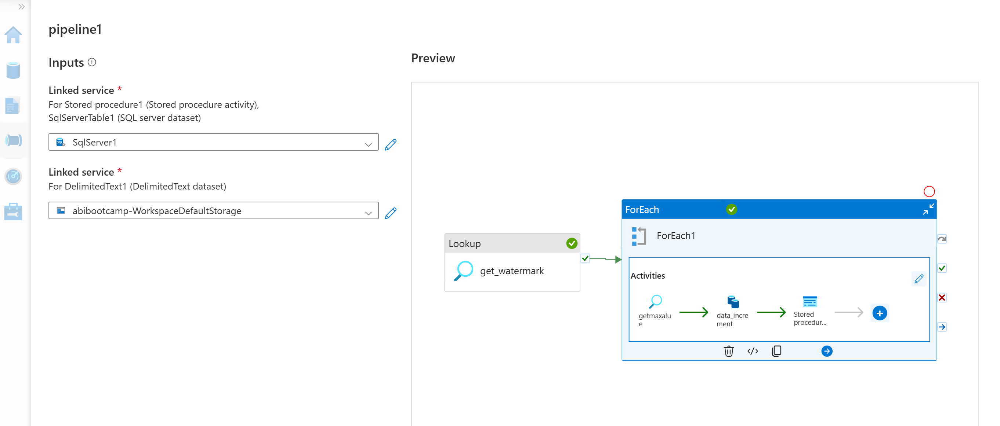 pipeline1
Inputs
Linked service *
For Stored procedure1 (Stored procedure activity),
SqlServerTable1 (SQL server dataset)
SqlServer1
Linked service *
For DelimitedText1 (DelimitedText dataset)
abibootcamp-WorkspaceDefaultStorage
Preview
Lookup
get_watermark
ForEach
ForEach1
Activities
getmaxalu
e
data_incre
ment
Stored
procedur...